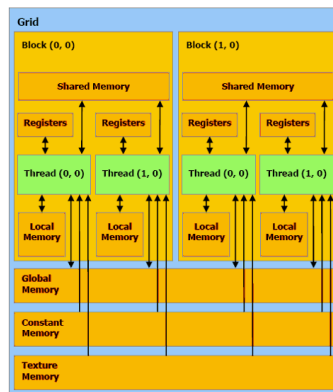 Grid
Block (0, 0)
Block (1, 0)
Shared Memory
Shared Memory
Registers
Registers
Registers
Registers
Thread (0, 0)
Thread (1, 0)
Thread (0, 0)
Thread (1, 0)
Local
Memory
Local
Memory
Local
Memory
Local
Memory
Global
Memory
Constant
Memory
Texture
Memory